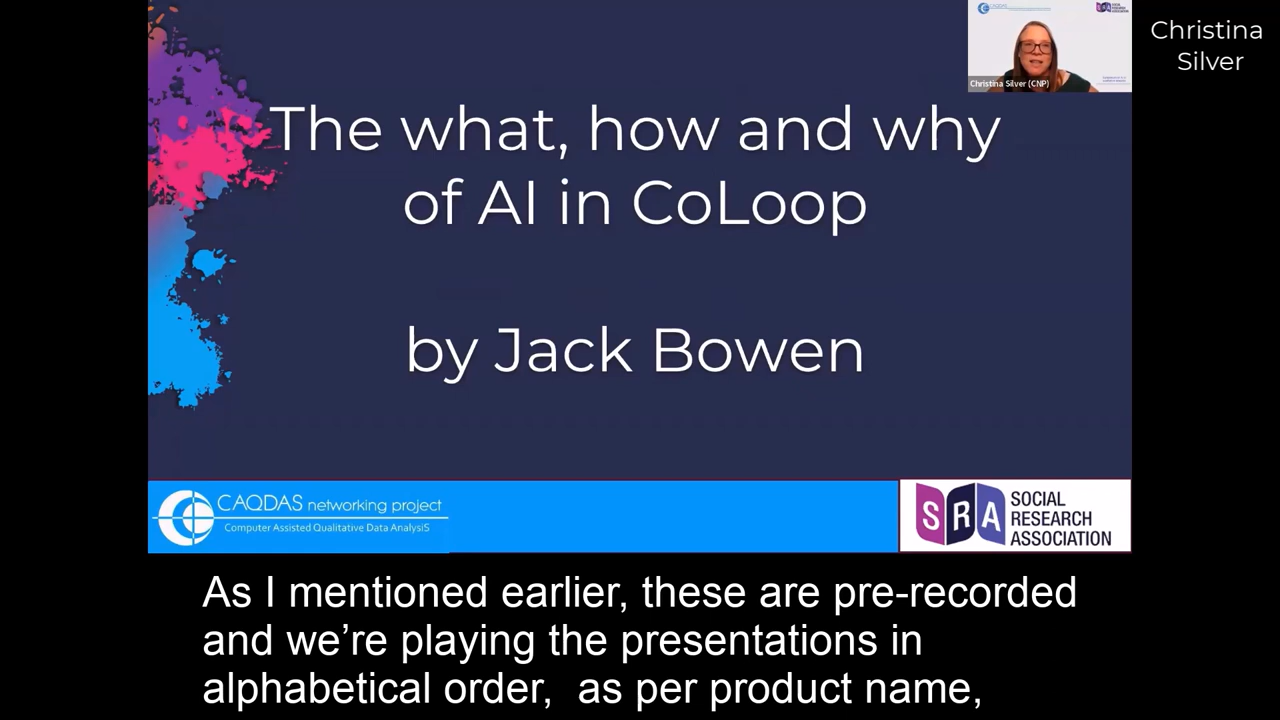 The what, how and why
of AI in CoLoop
by Jack Bowen
Christina Silver (CNP)
Christina
Silver
CAQDAS networking project
Computer Assisted Qualitative Data AnalysiS
SRA
SOCIAL
RESEARCH
ASSOCIATION
As I mentioned earlier, these are pre-recorded
and we’re playing the presentations in
alphabetical order,  as per product name,